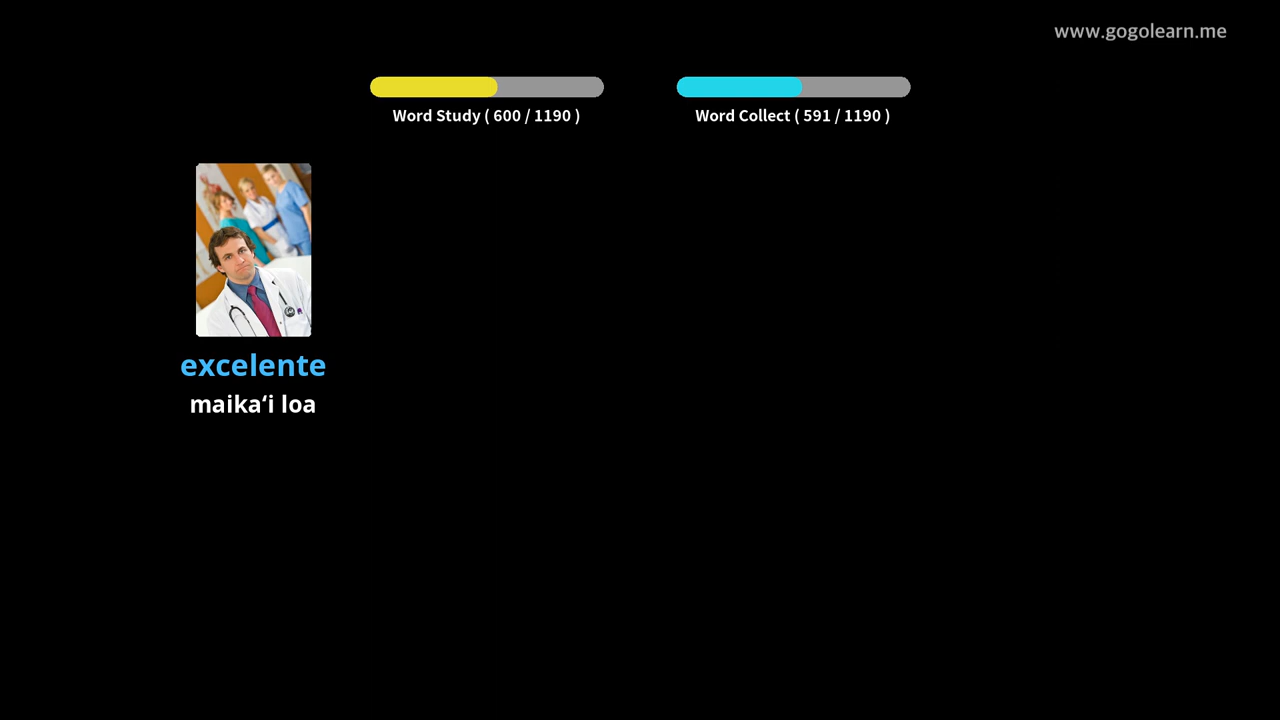 www.gogolearn.me
Word Study ( 600 / 1190 )
Word Collect ( 591 / 1190 )
excelente
maikaʻi loa